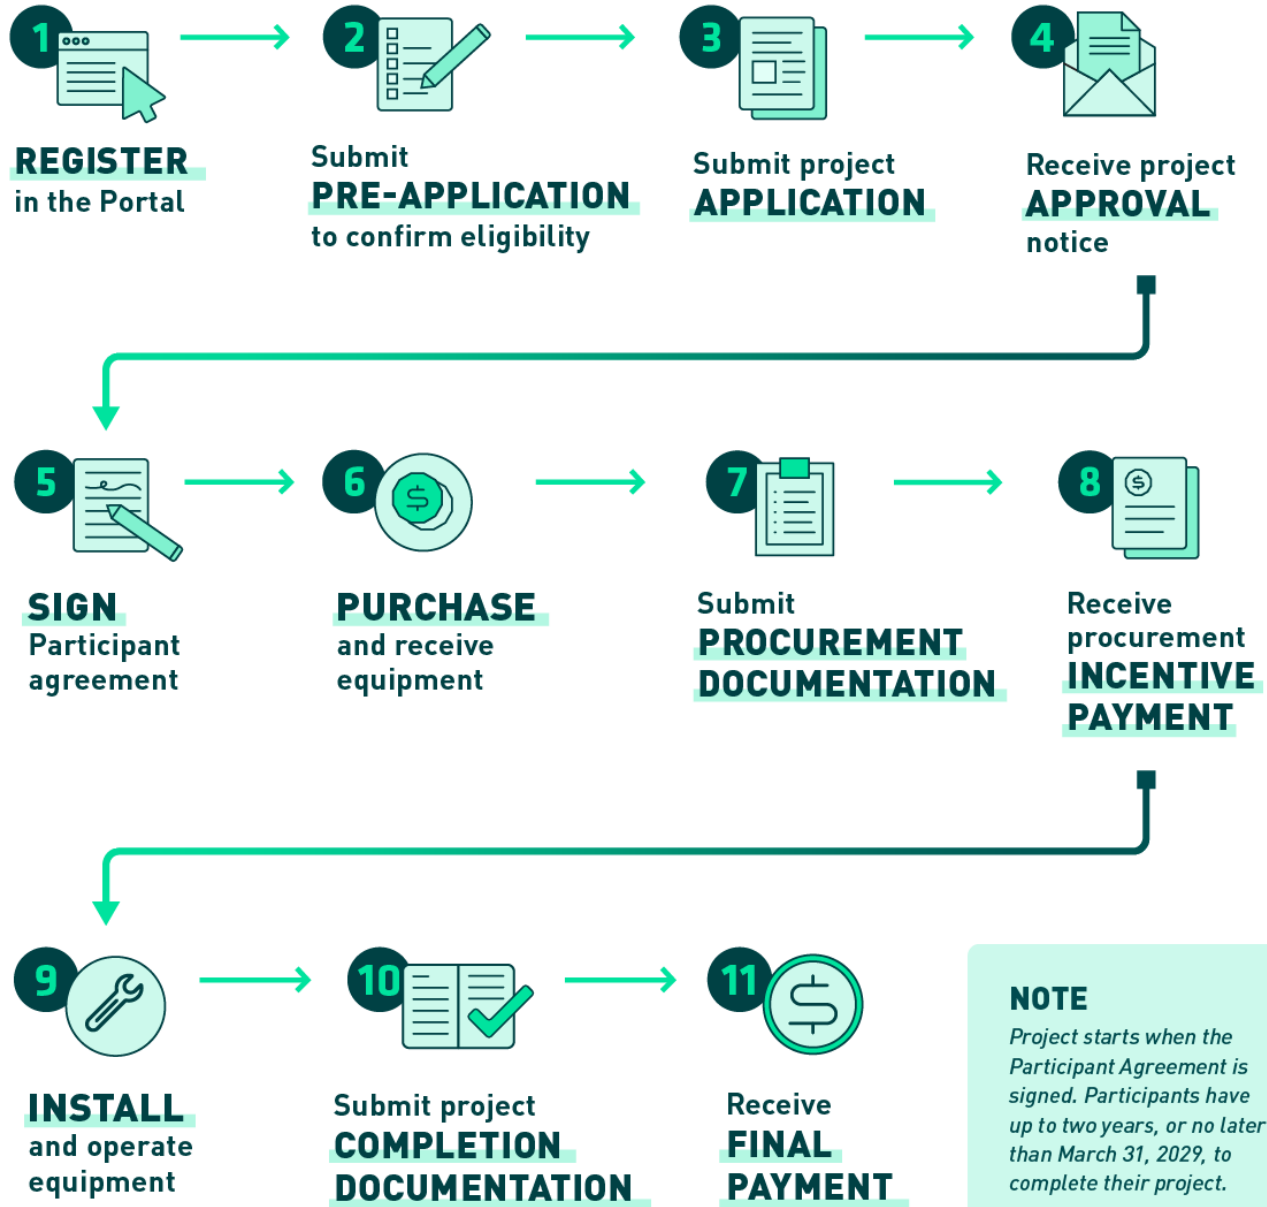 1
REGISTER
in the Portal
2
Submit
PRE-APPLICATION
to confirm eligibility
3
Submit project
APPLICATION
4
Receive project
APPROVAL
notice
5
SIGN
Participant
agreement
6
$
PURCHASE
and receive
equipment
7
Submit
PROCUREMENT
DOCUMENTATION
8
$
Receive
procurement
INCENTIVE
PAYMENT
9
INSTALL
and operate
equipment
10
Submit project
COMPLETION
DOCUMENTATION
11
$
Receive
FINAL
PAYMENT
NOTE
Project starts when the
Participant Agreement is
signed. Participants have
up to two years, or no later
than March 31, 2029, to
complete their project.